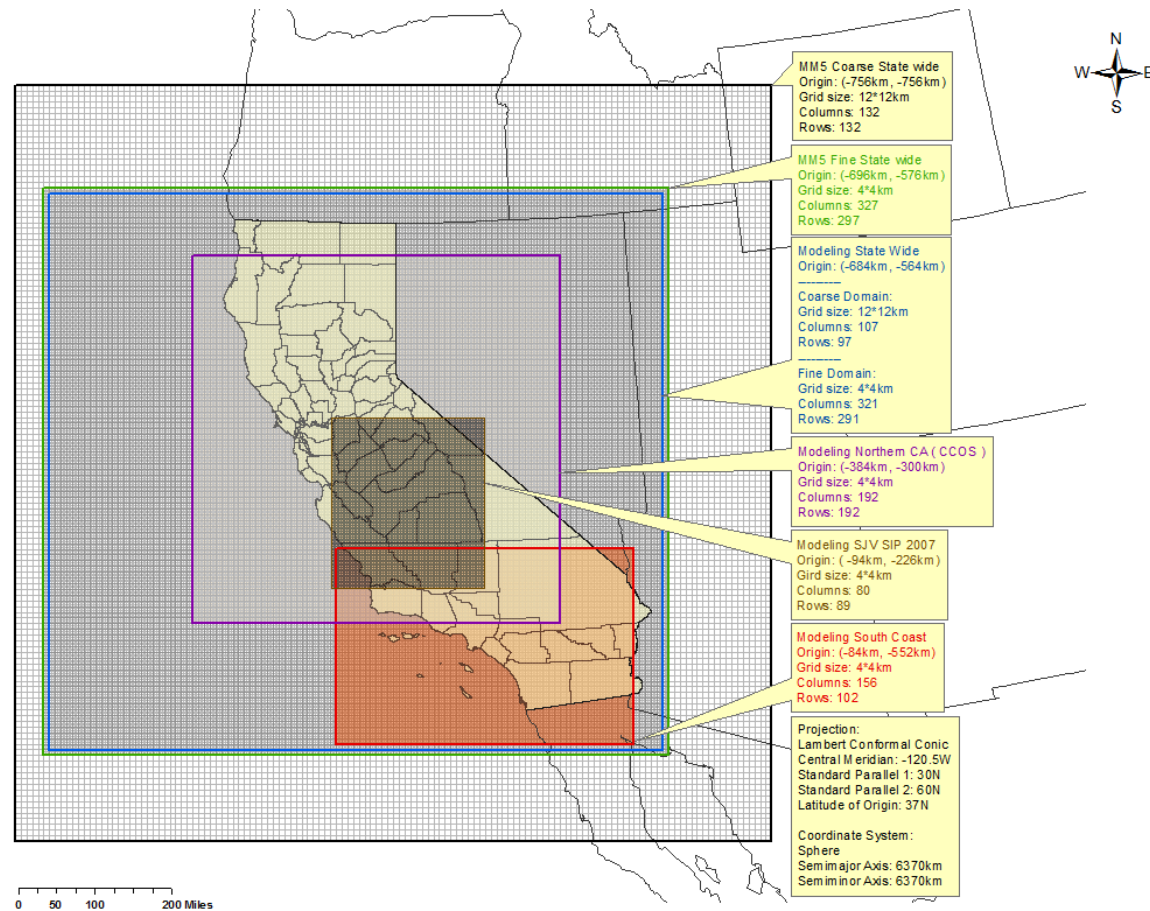 N
W
E
S
MM5 Coarse State wide
Origin: (-756km, -756km)
Grid size: 12*12km
Columns: 132
Rows: 132
MM5 Fine State wide
Origin: (-696km, -576km)
Grid size: 4*4km
Columns: 327
Rows: 297
Modeling State Wide
Origin: (-684km, -564km)
----------
Coarse Domain:
Grid size: 12*12km
Columns: 107
Rows: 97
----------
Fine Domain:
Grid size: 4*4km
Columns: 321
Rows: 291
Modeling Northern CA ( CCOS )
Origin: (-384km, -300km)
Grid size: 4*4km
Columns: 192
Rows: 192
Modeling SJV SIP 2007
Origin: ( -94km, -226km)
Gird size: 4*4km
Columns: 80
Rows: 89
Modeling South Coast
Origin: (-84km, -552km)
Grid size: 4*4km
Columns: 156
Rows: 102
Projection:
Lambert Conformal Conic
Central Meridian: -120.5W
Standard Parallel 1: 30N
Standard Parallel 2: 60N
Latitude of Origin: 37N
Coordinate System:
Sphere
Semimajor Axis: 6370km
Semiminor Axis: 6370km
0 50 100 200 Miles